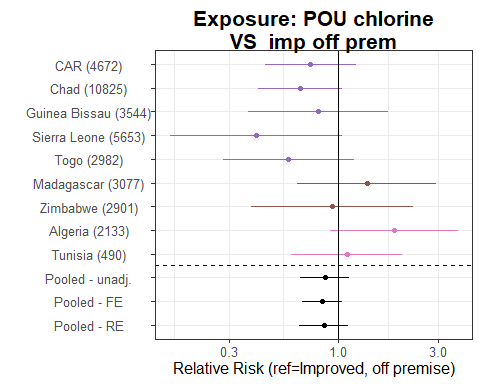 Exposure: POU chlorine
VS  imp off prem
CAR (4672)
Chad (10825)
Guinea Bissau (3544)
Sierra Leone (5653)
Togo (2982)
Madagascar (3077)
Zimbabwe (2901)
Algeria (2133)
Tunisia (490)
Pooled - unadj.
Pooled - FE
Pooled - RE
0.3 1.0 3.0
Relative Risk (ref=Improved, off premise)